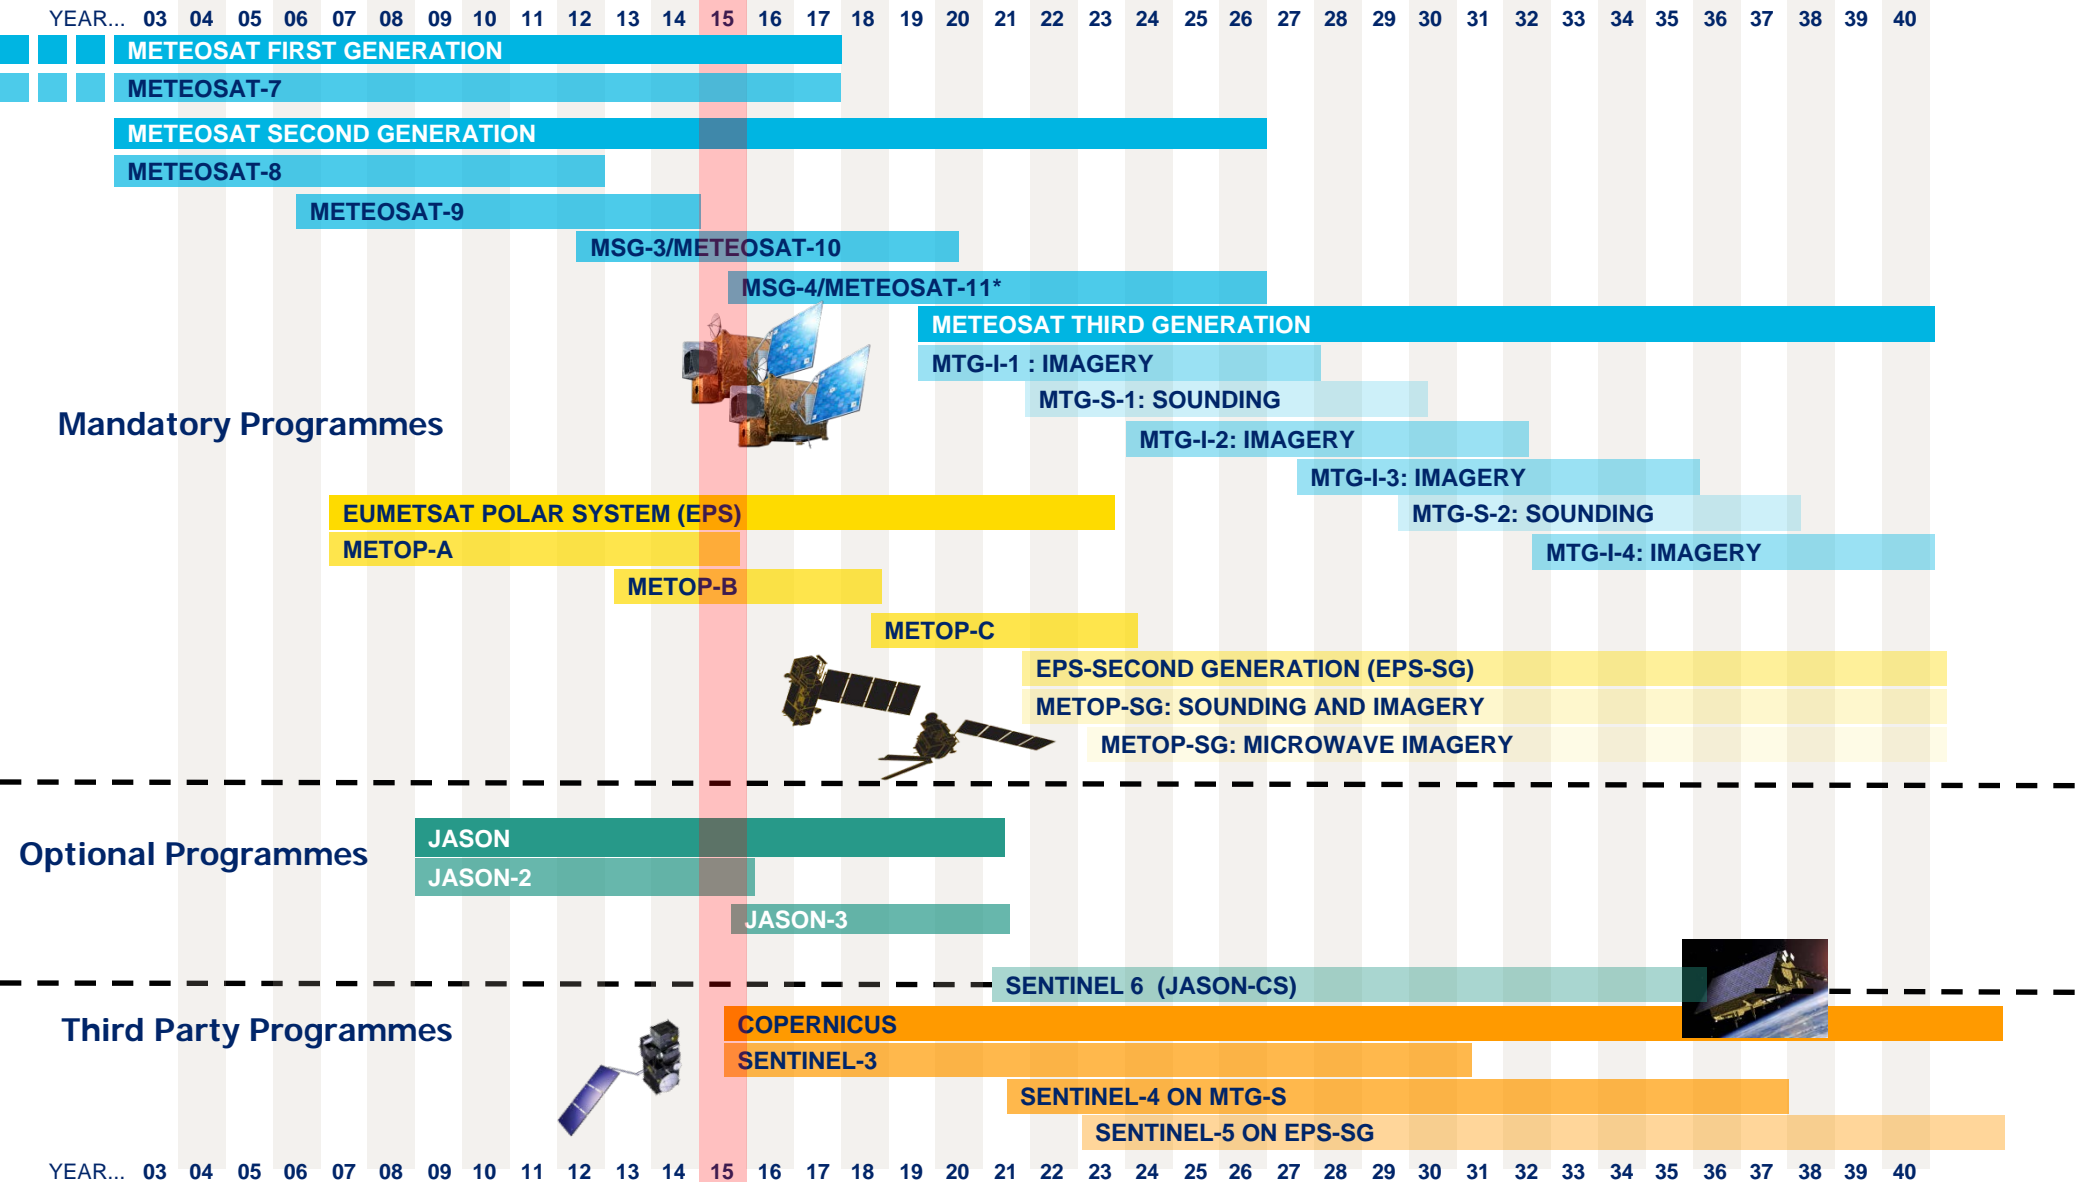 YEAR... 03 04 05 06 07 08 09 10 11 12 13 14 15 16 17 18 19 20 21 22 23 24 25 26 27 28 29 30 31 32 33 34 35 36 37 38 39 40
METEOSAT FIRST GENERATION
METEOSAT-7
METEOSAT SECOND GENERATION
METEOSAT-8
METEOSAT-9
MSG-3/METEOSAT-10
MSG-4/METEOSAT-11*
METEOSAT THIRD GENERATION
MTG-I-1 : IMAGERY
MTG-S-1: SOUNDING
Mandatory Programmes
MTG-I-2: IMAGERY
MTG-I-3: IMAGERY
EUMETSAT POLAR SYSTEM (EPS)
MTG-S-2: SOUNDING
METOP-A
MTG-I-4: IMAGERY
METOP-B
METOP-C
EPS-SECOND GENERATION (EPS-SG)
METOP-SG: SOUNDING AND IMAGERY
METOP-SG: MICROWAVE IMAGERY
JASON
Optional Programmes
JASON-2
JASON-3
SENTINEL 6 (JASON-CS)
COPERNICUS
Third Party Programmes
SENTINEL-3
SENTINEL-4 ON MTG-S
SENTINEL-5 ON EPS-SG
YEAR... 03 04 05 06 07 08 09 10 11 12 13 14 15 16 17 18 19 20 21 22 23 24 25 26 27 28 29 30 31 32 33 34 35 36 37 38 39 40